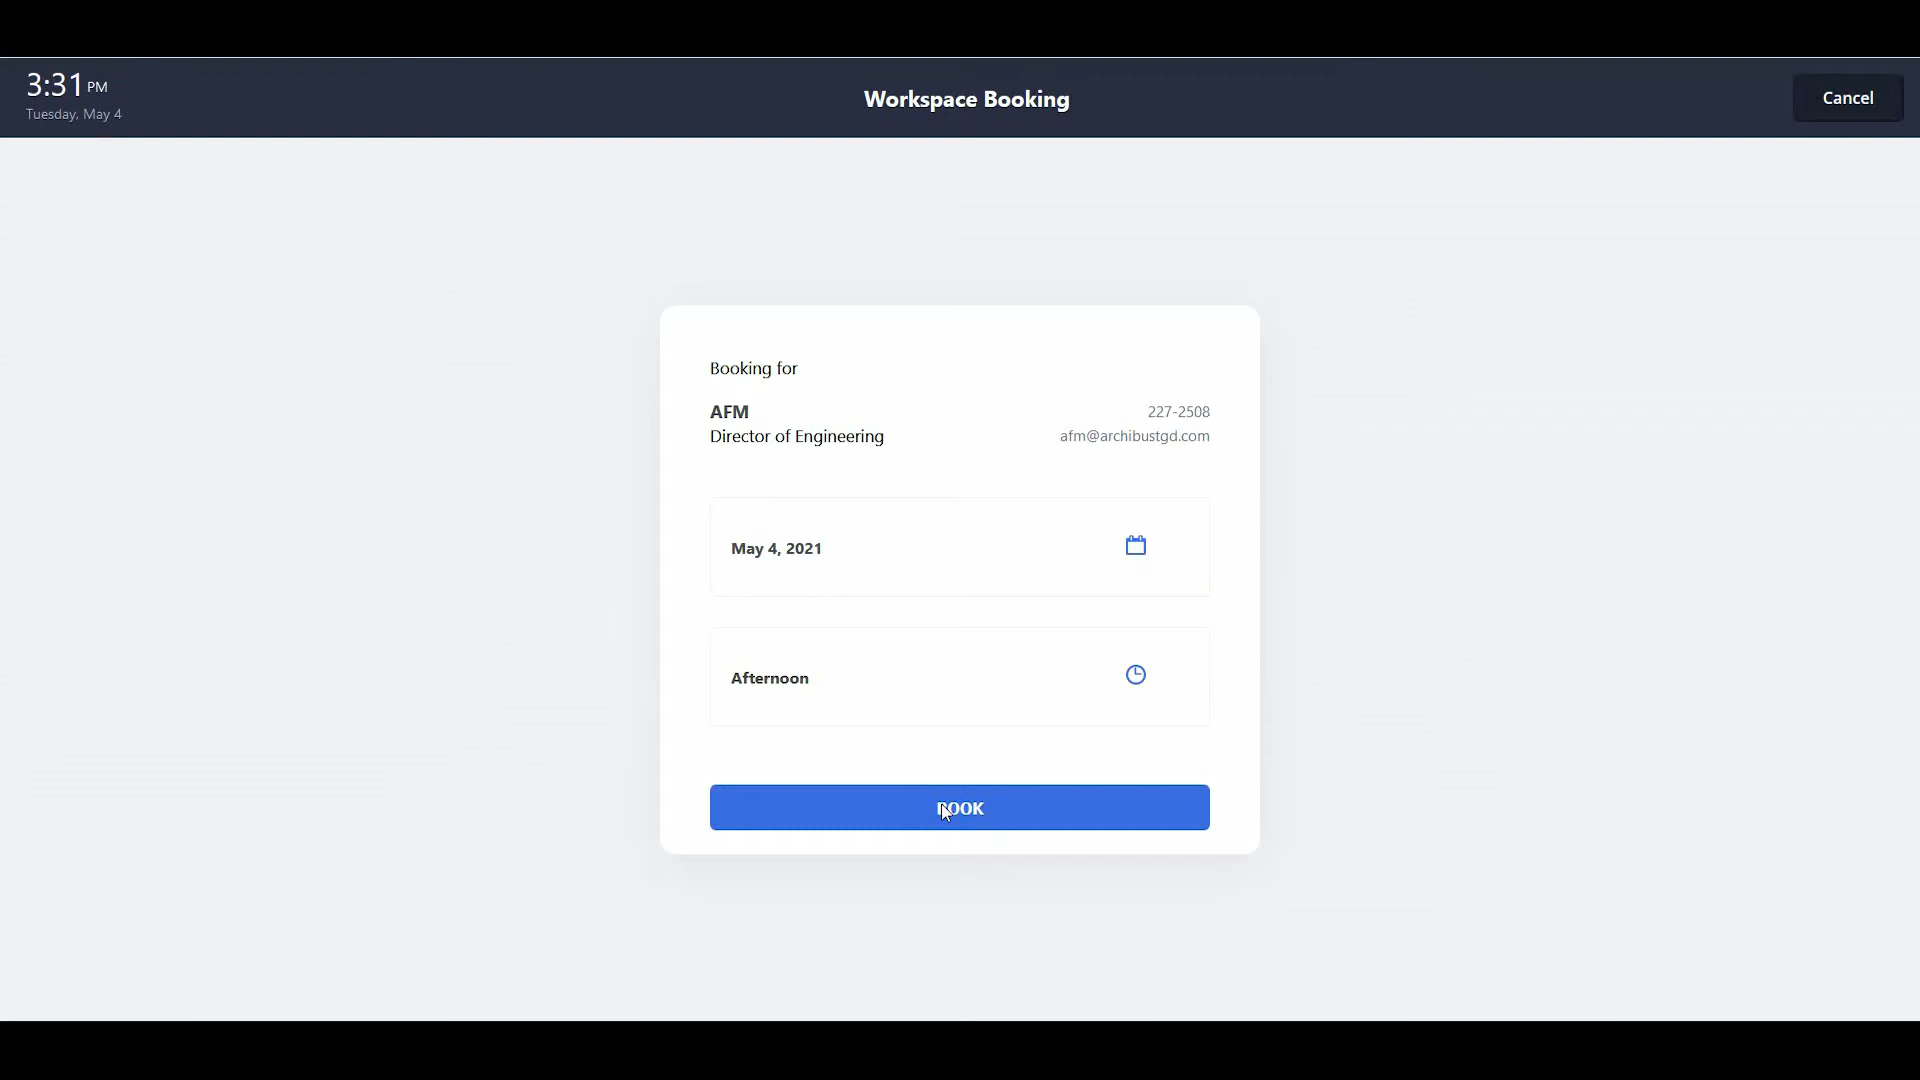 3:31 PM
Tuesday, May 4
Workspace Booking
Cancel
Booking for
AFM
227-2508
Director of Engineering
afm@archibustgd.com
May 4, 2021
Afternoon
BOOK